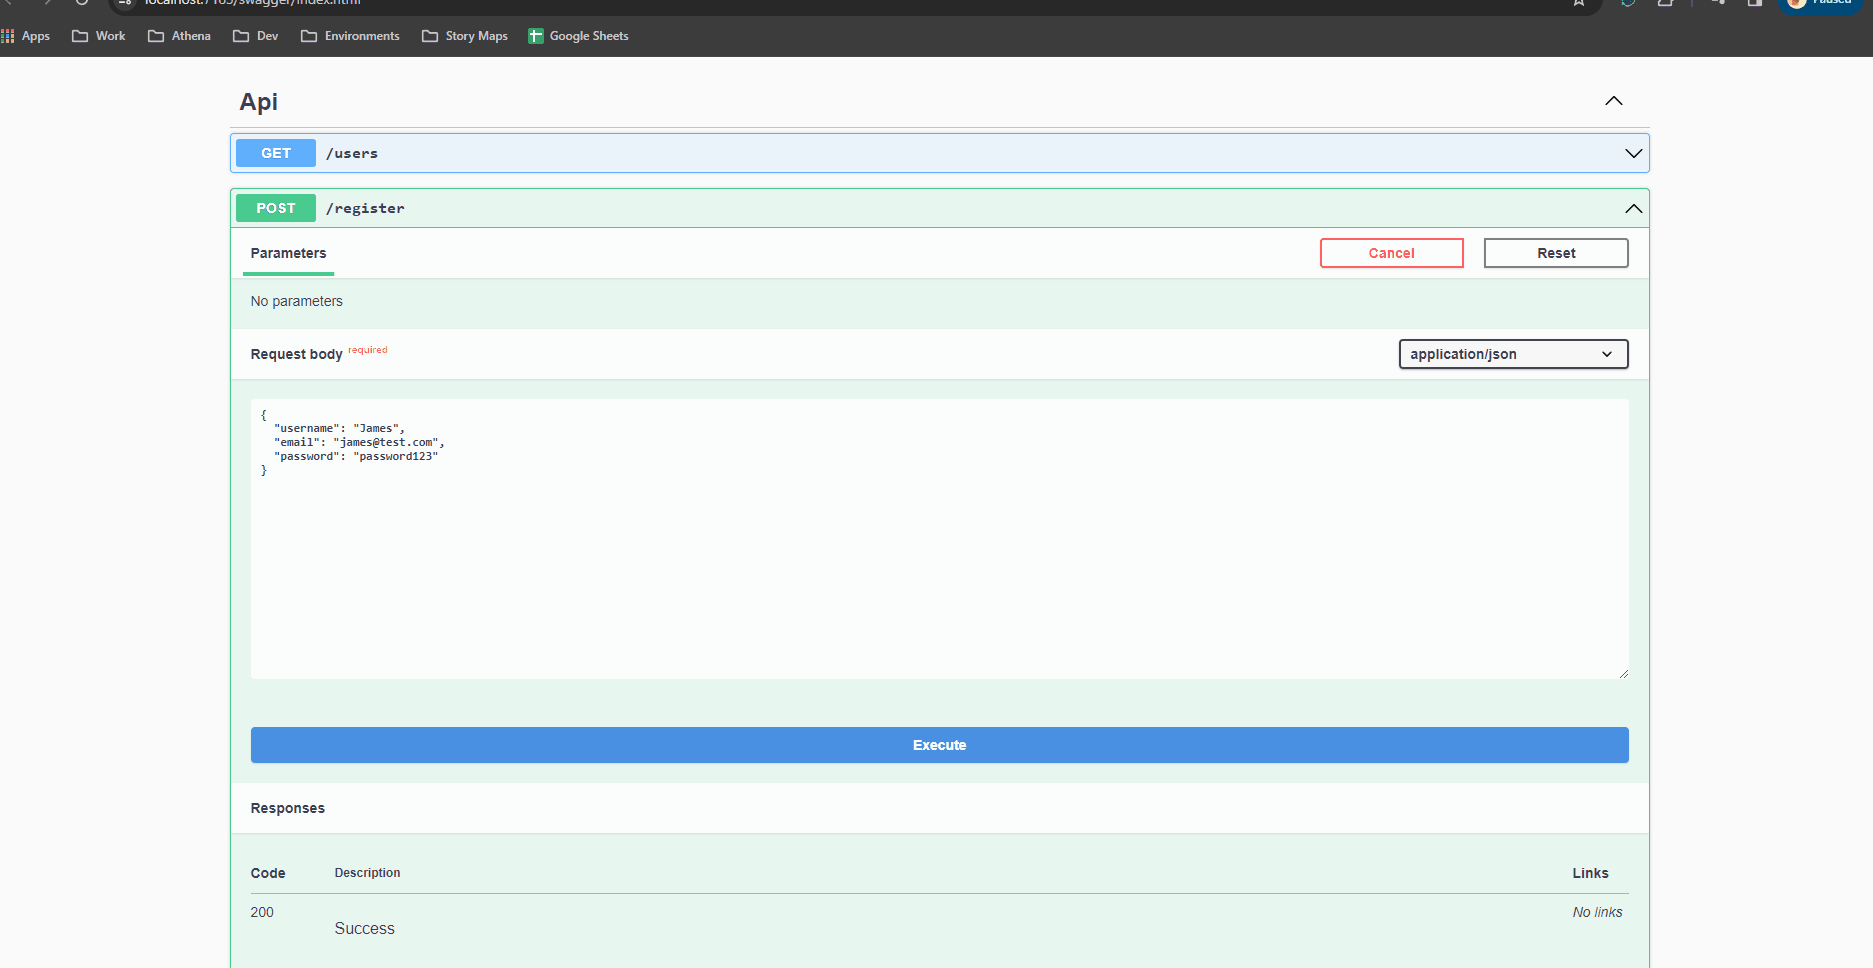 localhost:7165/swagger/index.html
Paused
Apps Work Athena Dev Environments Story Maps Google Sheets
Api
GET /users
POST /register
Parameters Cancel Reset
No parameters
Request body required application/json
{
"username": "James",
"email": "james@test.com",
"password": "password123"
}
Execute
Responses
Code Description Links
200 Success No links